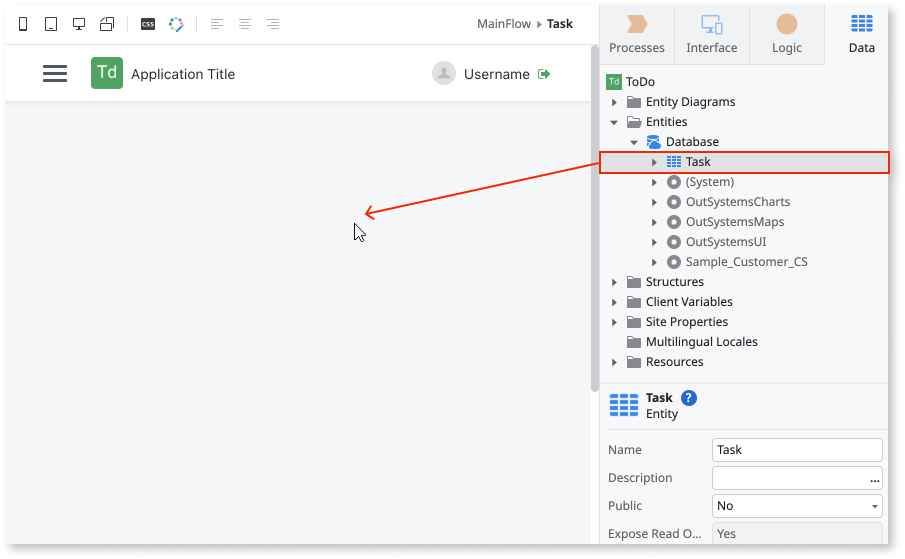 CSS
MainFlow Task
Processes
Interface
Logic
Data
Td
Application Title
Username
Td ToDo
Entity Diagrams
Entities
Database
Task
(System)
OutSystemsCharts
OutSystemsMaps
OutSystemsUI
Sample_Customer_CS
Structures
Client Variables
Site Properties
Multilingual Locales
Resources
Task ?
Entity
Name Task
Description ...
Public No
Expose Read O... Yes